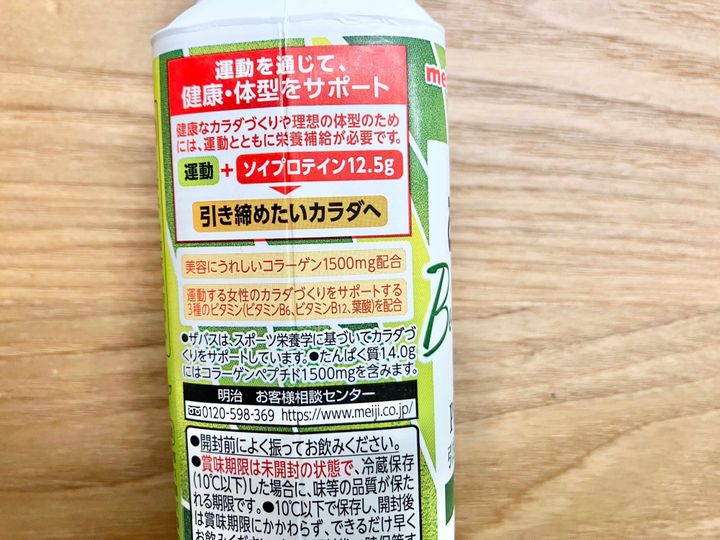 運動を通じて、
健康・体型をサポート
健康なカラダづくりや理想の体型のため
には、運動とともに栄養補給が必要です。
運動 + ソイプロテイン12.5g
引き締めたいカラダへ
美容にうれしいコラーゲン1500mg配合
運動する女性のカラダづくりをサポートする
3種のビタミン(ビタミンB6、ビタミンB12、葉酸)を配合
●ザバスは、スポーツ栄養学に基づいてカラダづ
くりをサポートしています。●たんぱく質14.0g
にはコラーゲンペプチド1500mgを含みます。
明治 お客様相談センター
0120-598-369 https://www.meiji.co.jp/
●開封前によく振ってお飲みください。
●賞味期限は未開封の状態で、冷蔵保存
(10℃以下)した場合に、味等の品質が保た
れる期限です。●10℃以下で保存し、開封後
は賞味期限にかかわらず、できるだけ早く
me
Be